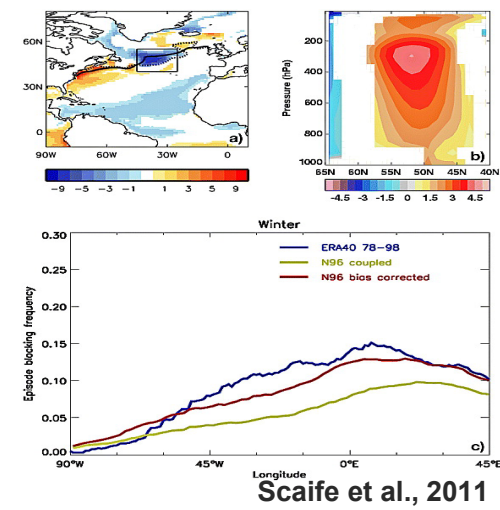 60N
30N
0
90W 60W 30W 0
a)
-9 -5 -3 -1 1 3 5 9
Pressure (hPa)
200
400
600
800
1000
65N 60N 55N 50N 45N 40N
b)
-4.5 -3 -1.5 0 1.5 3 4.5
Winter
Episode blocking frequency
0.30
0.25
0.20
0.15
0.10
0.05
0.00
ERA40 78-98
N96 coupled
N96 bias corrected
c)
90°W 45°W 0°E 45°E
Longitude
Scaife et al., 2011